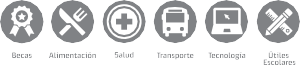 Becas
Alimentación
Salud
Transporte
Tecnología
Útiles
Escolares